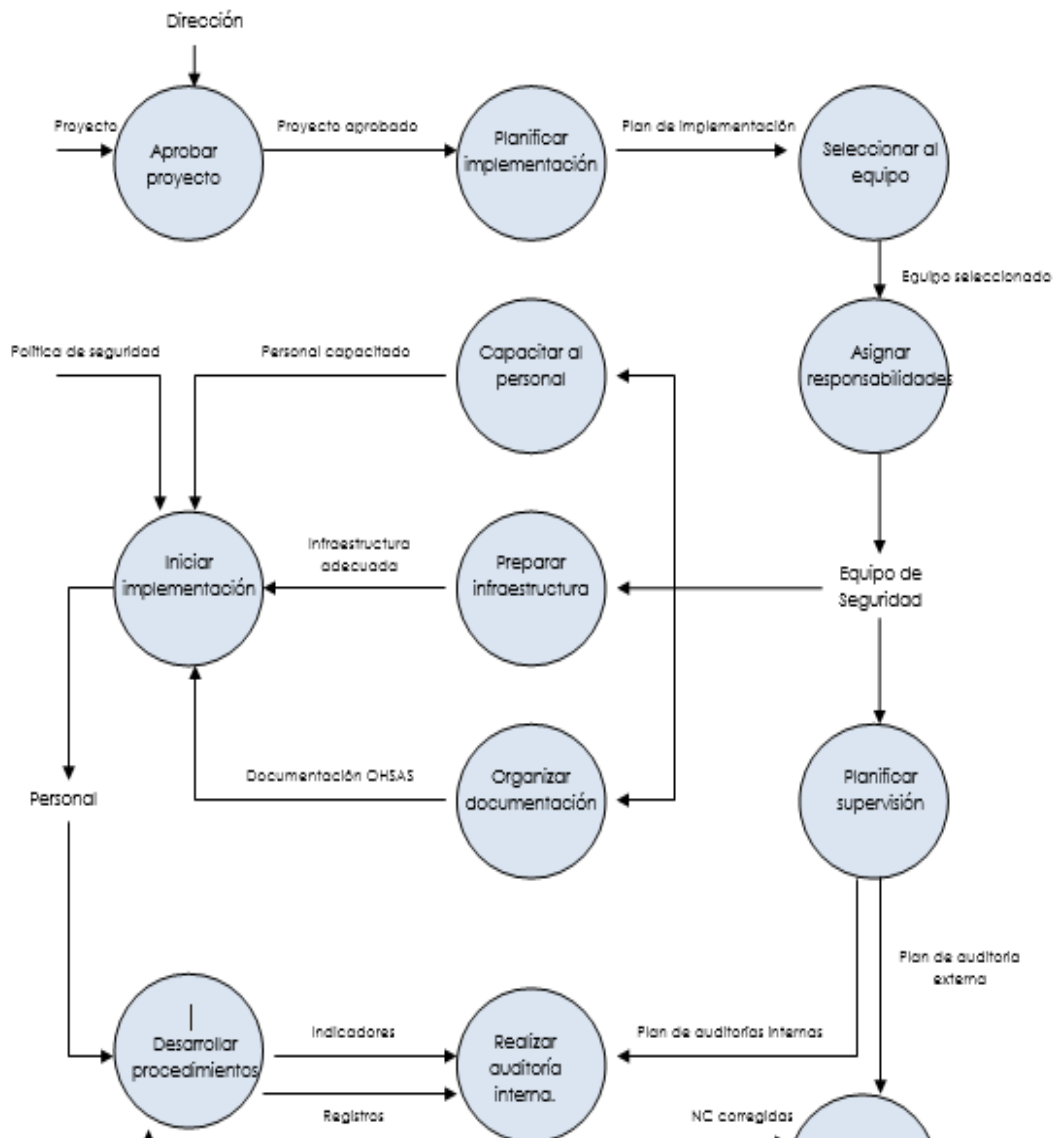 Dirección
Proyecto
Proyecto aprobado
Plan de implementación
Aprobar
proyecto
Planificar
implementación
Seleccionar al
equipo
Equipo seleccionado
Política de seguridad
Personal capacitado
Capacitar al
personal
Asignar
responsabilidades
Infraestructura
adecuada
Iniciar
implementación
Preparar
infraestructura
Equipo de
Seguridad
Documentación OHSAS
Organizar
documentación
Planificar
supervisión
Personal
Plan de auditoría
externa
Indicadores
Plan de auditorías internas
Desarrollar
procedimientos
Realizar
auditoría
interna.
Registros
NC corregidas